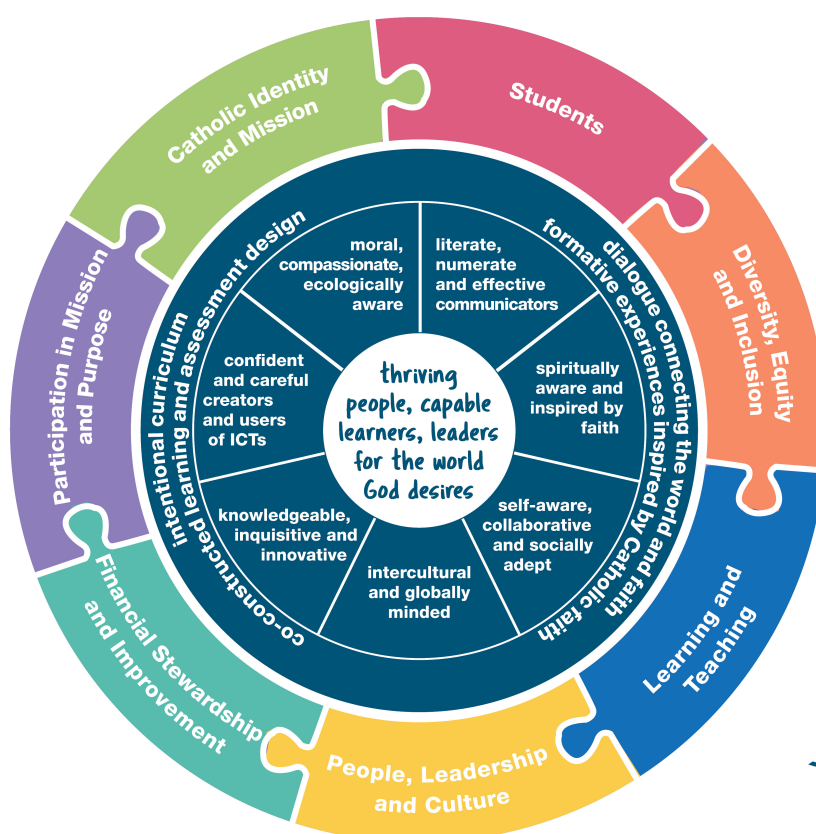 Catholic Identity
and Mission
Students
Diversity, Equity
and Inclusion
Learning and
Teaching
People, Leadership
and Culture
Financial Stewardship
and Improvement
Participation in Mission
and Purpose
intentional curriculum
co-constructed learning and assessment design
dialogue connecting the world and faith
formative experiences inspired by Catholic faith
moral,
compassionate,
ecologically
aware
literate,
numerate
and effective
communicators
spiritually
aware and
inspired by
faith
self-aware,
collaborative
and socially
adept
intercultural
and globally
minded
knowledgeable,
inquisitive and
innovative
confident
and careful
creators
and users
of ICTs
thriving
people, capable
learners, leaders
for the world
God desires